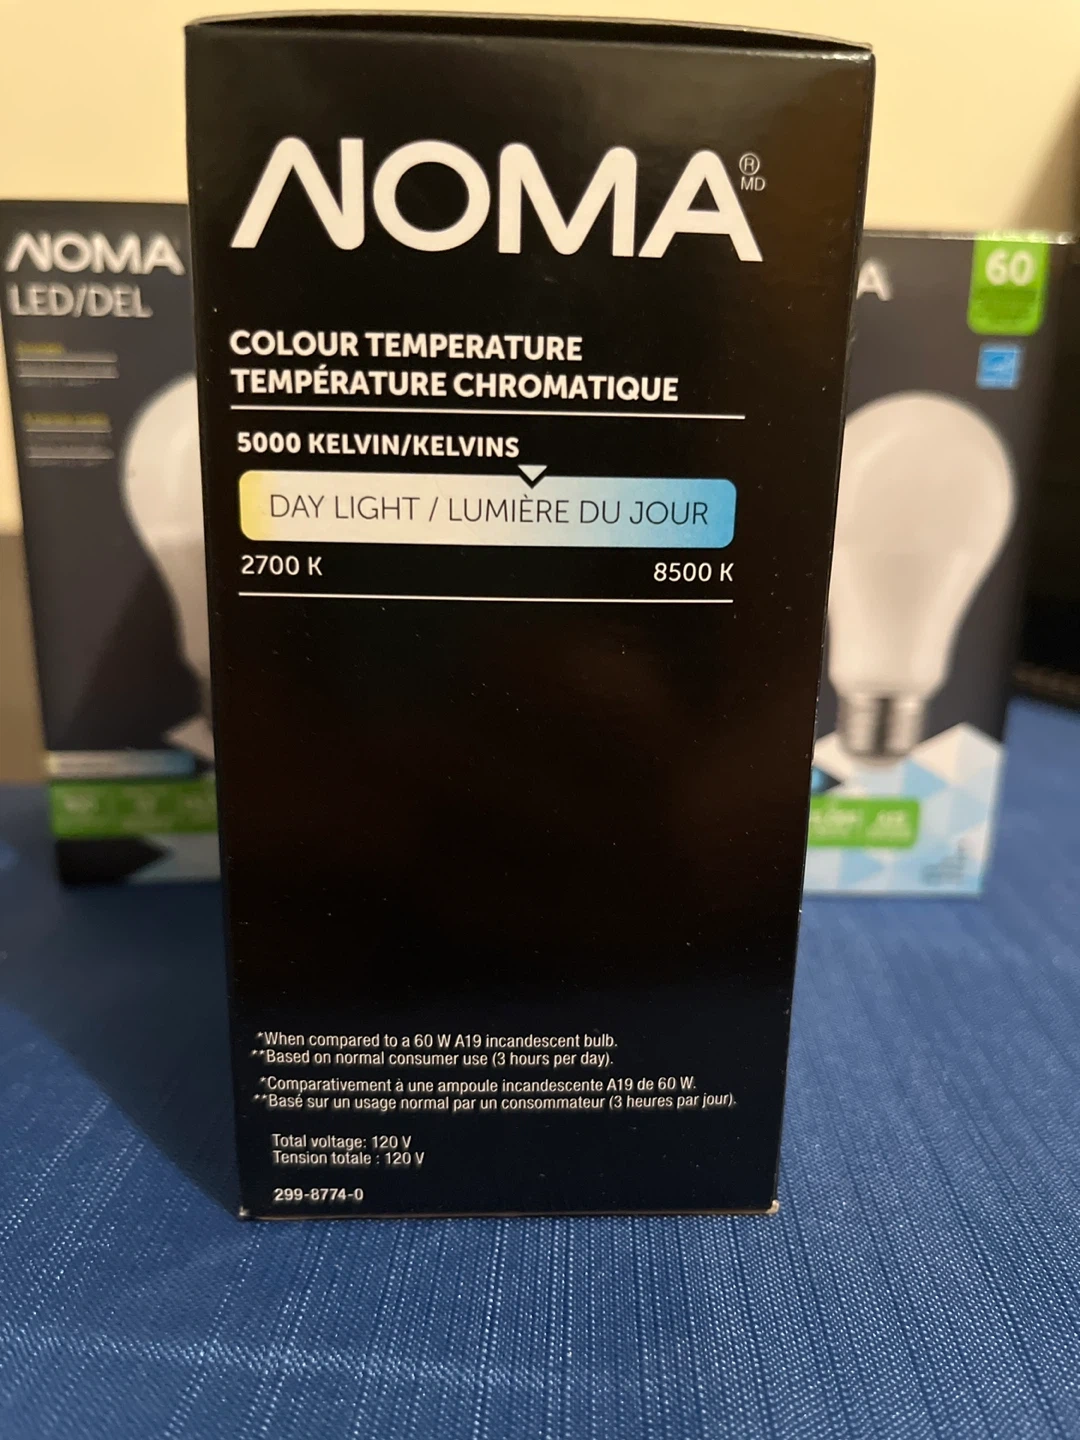 NOMA
® MD
COLOUR TEMPERATURE
TEMPÉRATURE CHROMATIQUE
5000 KELVIN/KELVINS
DAY LIGHT / LUMIÈRE DU JOUR
2700 K
8500 K
*When compared to a 60 W A19 incandescent bulb.
**Based on normal consumer use (3 hours per day).
*Comparativement à une ampoule incandescente A19 de 60 W.
**Basé sur un usage normal par un consommateur (3 heures par jour).
Total voltage: 120 V
Tension totale : 120 V
299-8774-0
NOMA
LED/DEL
A
60